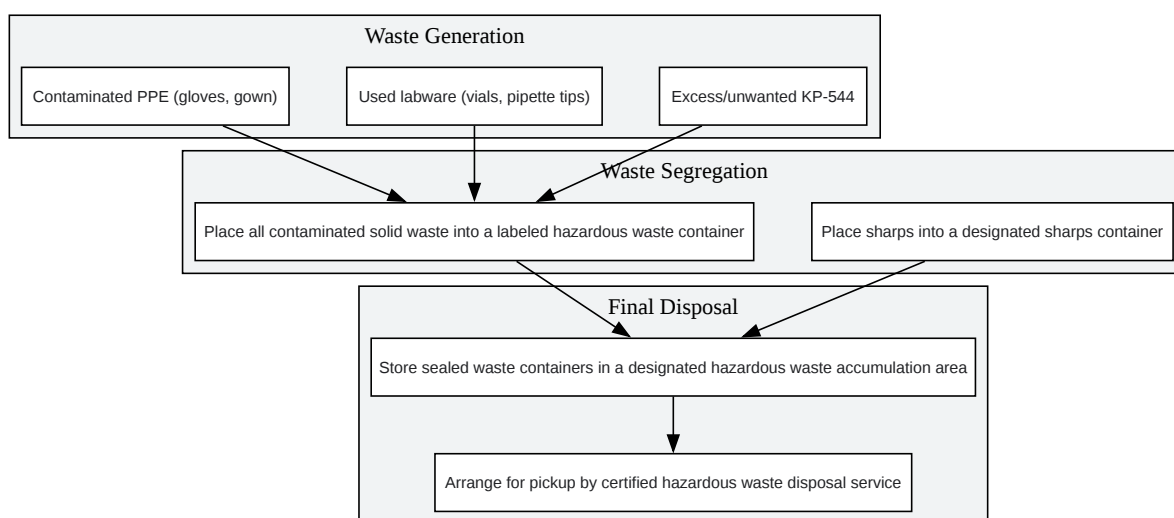 Waste Generation
Contaminated PPE (gloves, gown)
Used labware (vials, pipette tips)
Excess/unwanted KP-544
Waste Segregation
Place all contaminated solid waste into a labeled hazardous waste container
Place sharps into a designated sharps container
Final Disposal
Store sealed waste containers in a designated hazardous waste accumulation area
Arrange for pickup by certified hazardous waste disposal service